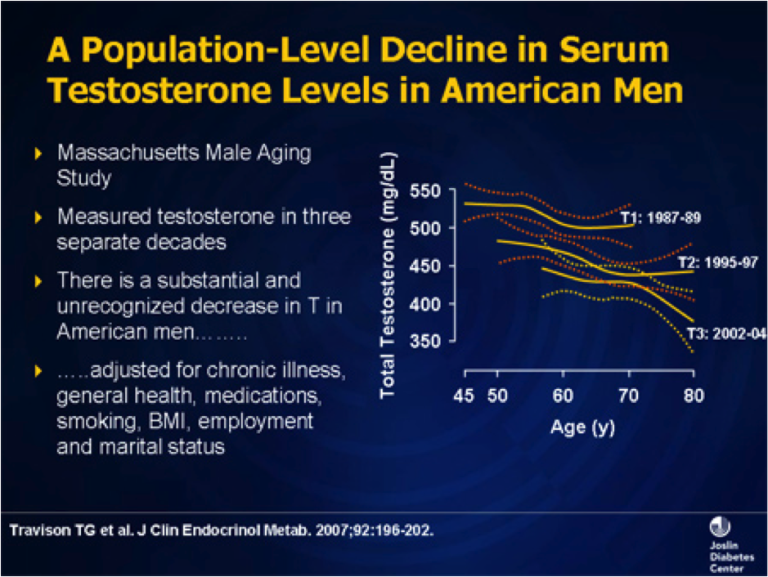 A Population-Level Decline in Serum
Testosterone Levels in American Men
Massachusetts Male Aging
Study
Measured testosterone in three
separate decades
There is a substantial and
unrecognized decrease in T in
American men........
.....adjusted for chronic illness,
general health, medications,
smoking, BMI, employment
and marital status
Total Testosterone (mg/dL)
550
500
450
400
350
T1: 1987-89
T2: 1995-97
T3: 2002-04
45 50 60 70 80
Age (y)
Travison TG et al. J Clin Endocrinol Metab. 2007;92:196-202.
Joslin
Diabetes
Center